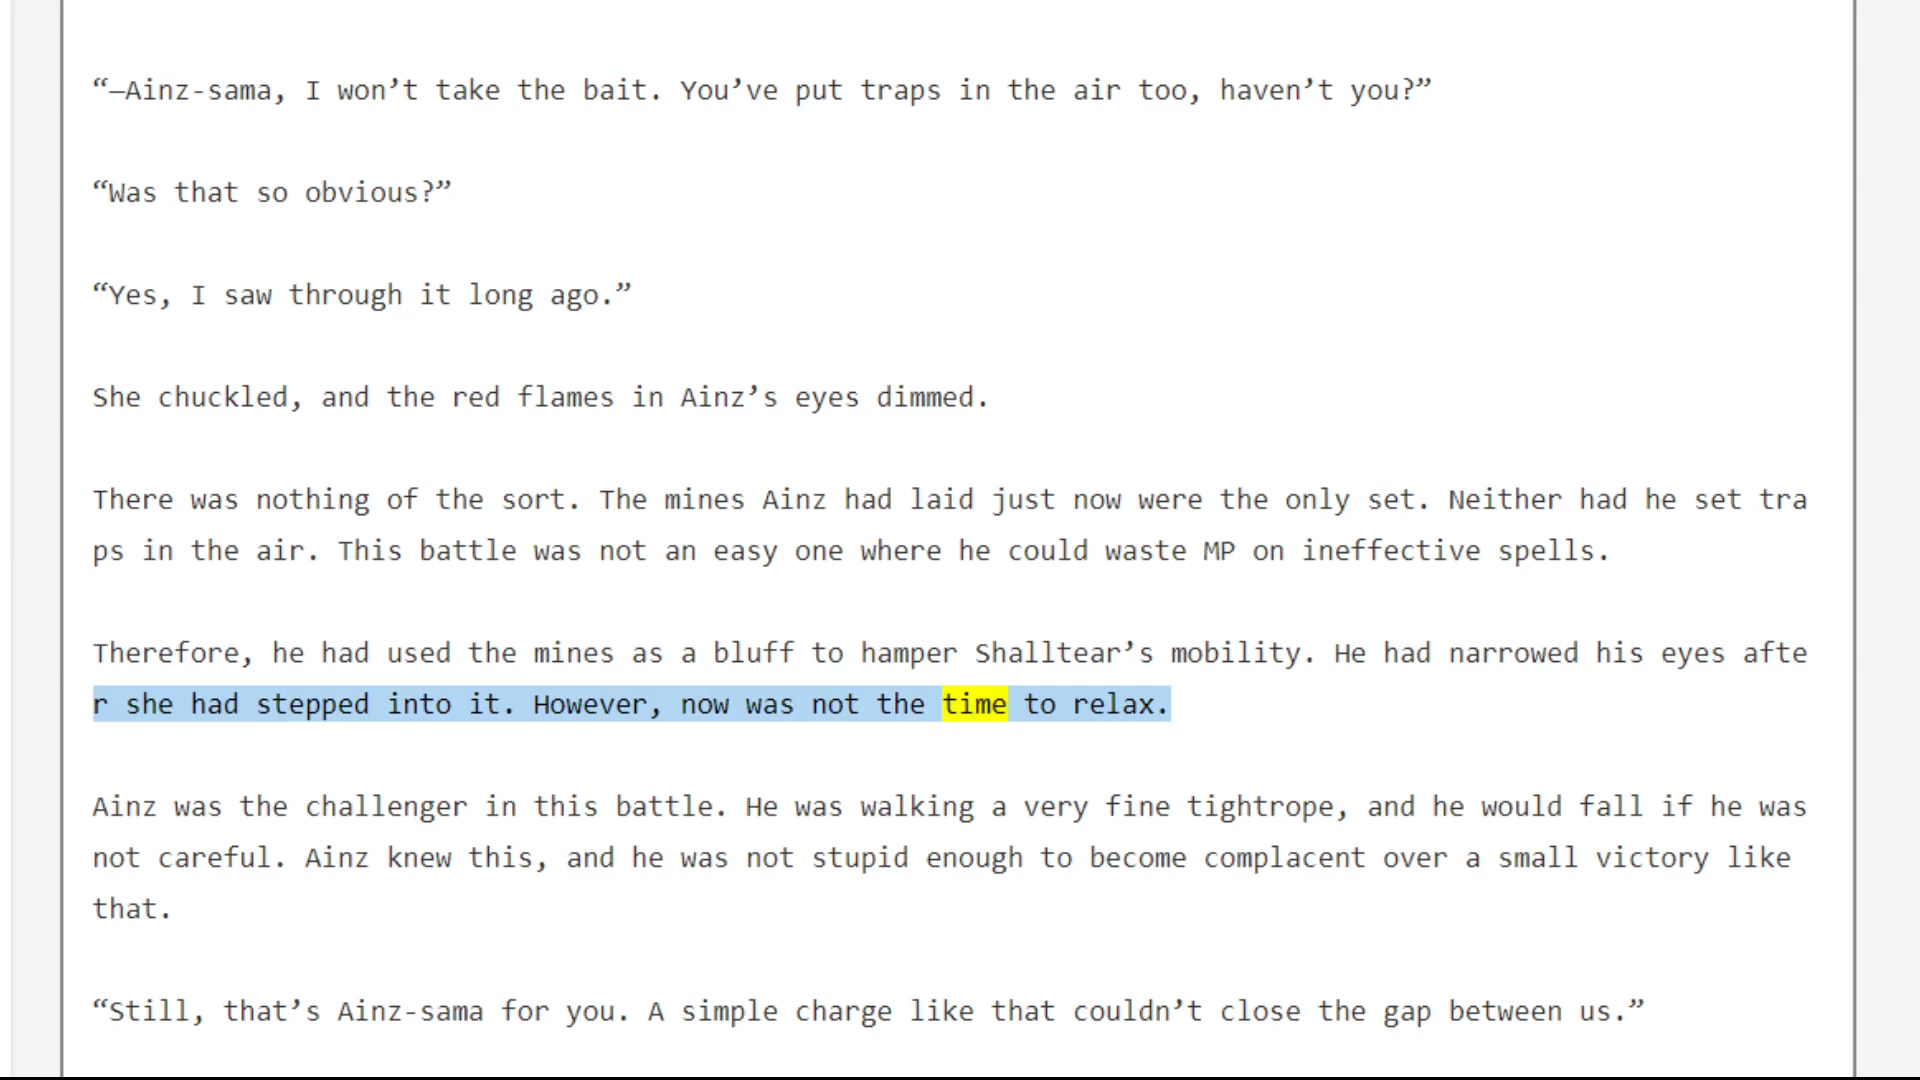 “—Ainz-sama, I won’t take the bait. You’ve put traps in the air too, haven’t you?”
“Was that so obvious?”
“Yes, I saw through it long ago.”
She chuckled, and the red flames in Ainz’s eyes dimmed.
There was nothing of the sort. The mines Ainz had laid just now were the only set. Neither had he set tra
ps in the air. This battle was not an easy one where he could waste MP on ineffective spells.
Therefore, he had used the mines as a bluff to hamper Shalltear’s mobility. He had narrowed his eyes afte
r she had stepped into it. However, now was not the time to relax.
Ainz was the challenger in this battle. He was walking a very fine tightrope, and he would fall if he was
not careful. Ainz knew this, and he was not stupid enough to become complacent over a small victory like
that.
“Still, that’s Ainz-sama for you. A simple charge like that couldn’t close the gap between us.”